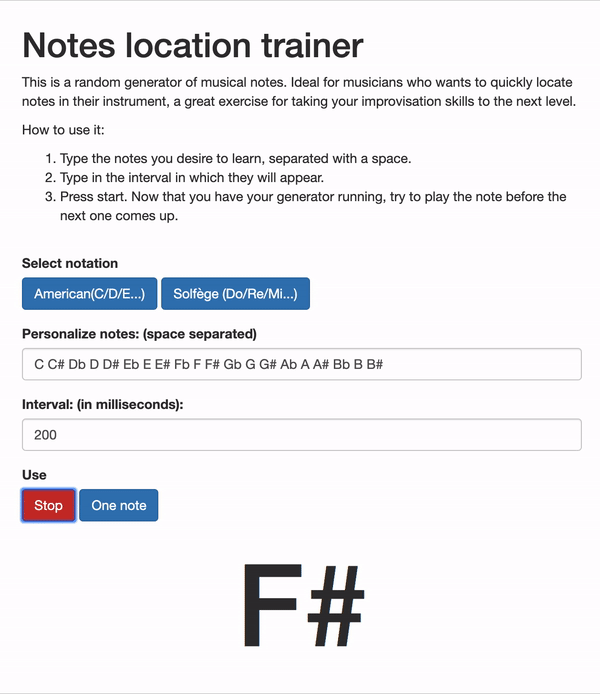 Notes location trainer
This is a random generator of musical notes. Ideal for musicians who wants to quickly locate
notes in their instrument, a great exercise for taking your improvisation skills to the next level.
How to use it:
1. Type the notes you desire to learn, separated with a space.
2. Type in the interval in which they will appear.
3. Press start. Now that you have your generator running, try to play the note before the
next one comes up.
Select notation
American(C/D/E...) Solfège (Do/Re/Mi...)
Personalize notes: (space separated)
C C# Db D D# Eb E E# Fb F F# Gb G G# Ab A A# Bb B B#
Interval: (in milliseconds):
200
Use
Stop One note
F#